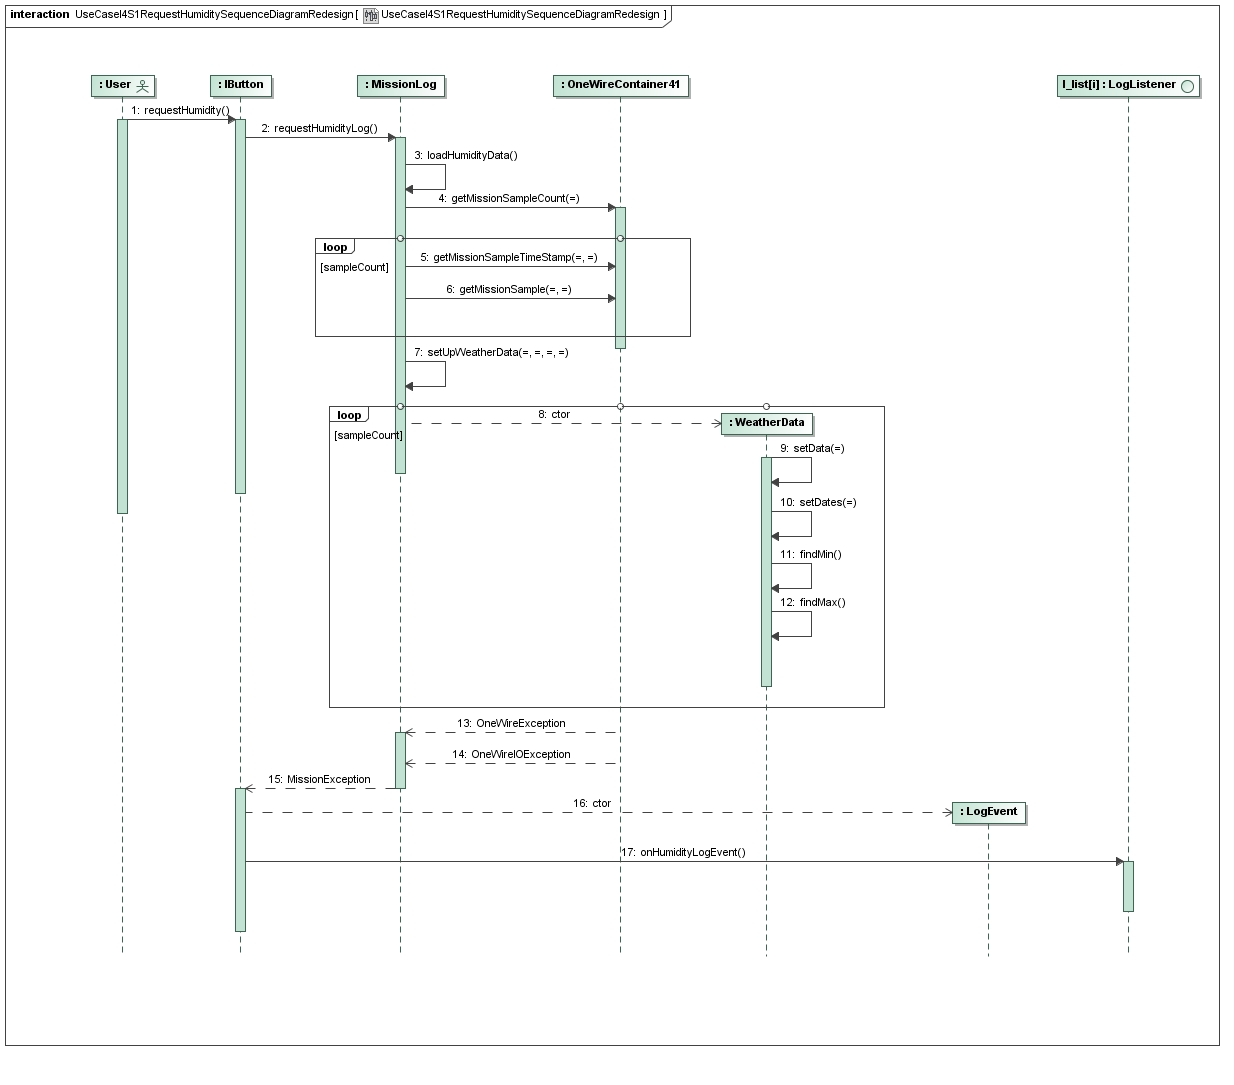 interaction UseCaseI4S1RequestHumiditySequenceDiagramRedesign[ UseCaseI4S1RequestHumiditySequenceDiagramRedesign ]
: User
: IButton
: MissionLog
: OneWireContainer41
l_list[i] : LogListener
1: requestHumidity()
2: requestHumidityLog()
3: loadHumidityData()
4: getMissionSampleCount(=)
loop
[sampleCount]
5: getMissionSampleTimeStamp(=, =)
6: getMissionSample(=, =)
7: setUpWeatherData(=, =, =, =)
loop
[sampleCount]
8: ctor
: WeatherData
9: setData(=)
10: setDates(=)
11: findMin()
12: findMax()
13: OneWireException
14: OneWireIOException
15: MissionException
16: ctor
: LogEvent
17: onHumidityLogEvent()